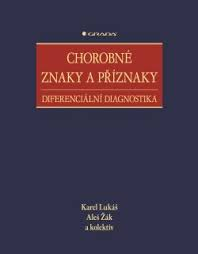 GRADA
CHOROBNÉ
ZNAKY A PŘÍZNAKY
DIFERENCIÁLNÍ DIAGNOSTIKA
Karel Lukáš
Aleš Žák
a kolektiv